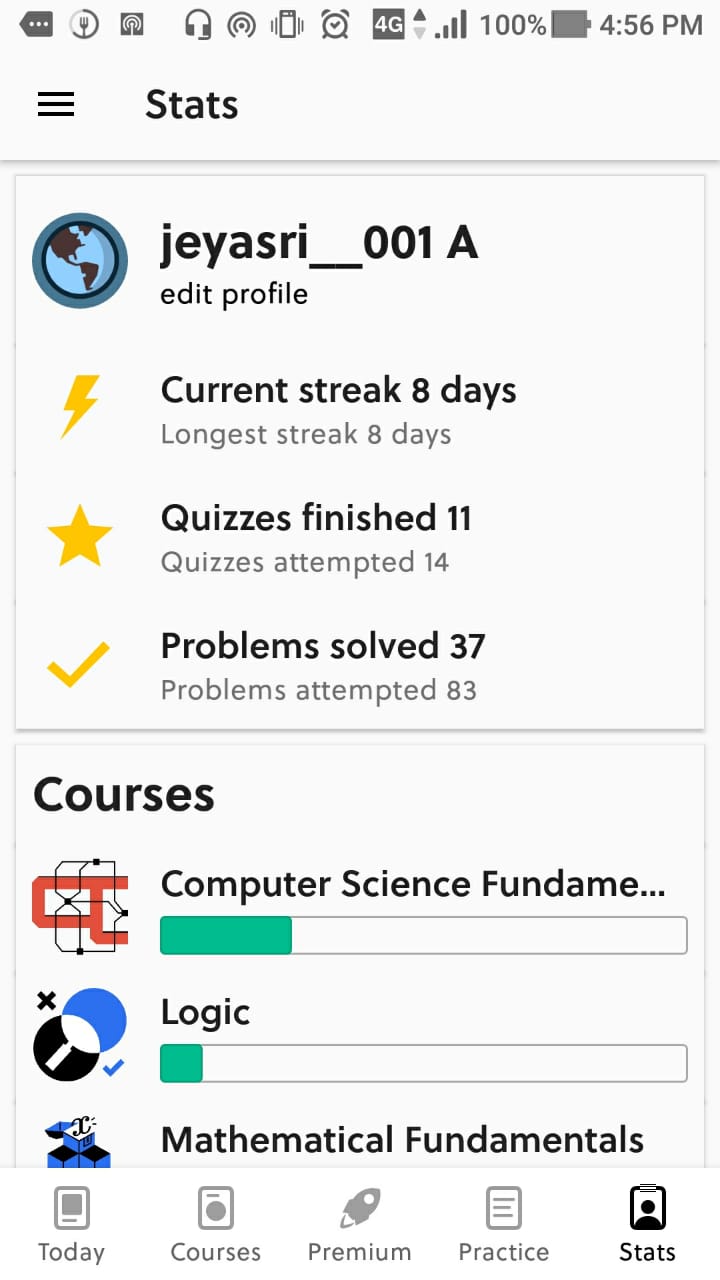 4G 100% 4:56 PM
Stats
jeyasri__001 A
edit profile
Current streak 8 days
Longest streak 8 days
Quizzes finished 11
Quizzes attempted 14
Problems solved 37
Problems attempted 83
Courses
Computer Science Fundame...
Logic
Mathematical Fundamentals
Today Courses Premium Practice Stats